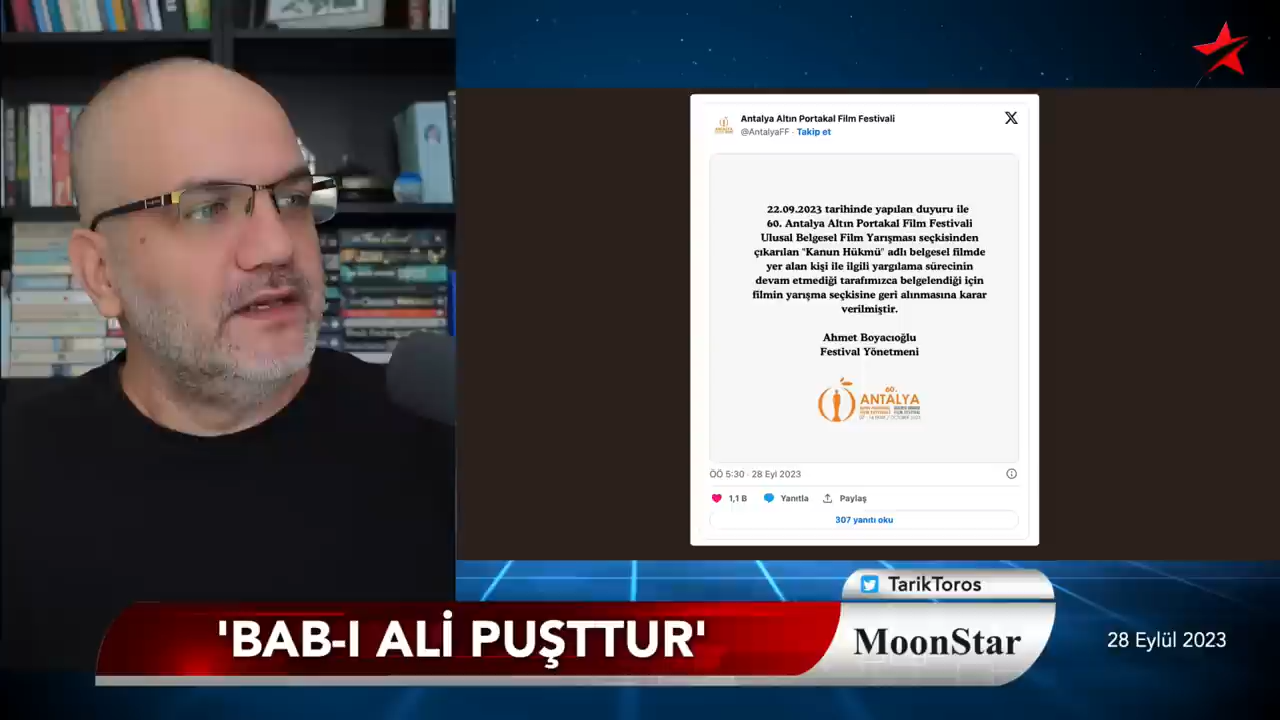 Antalya Altın Portakal Film Festivali
@AntalyaFF · Takip et
22.09.2023 tarihinde yapılan duyuru ile
60. Antalya Altın Portakal Film Festivali
Ulusal Belgesel Film Yarışması seçkisinden
çıkarılan "Kanun Hükmü" adlı belgesel filmde
yer alan kişi ile ilgili yargılama sürecinin
devam etmediği tarafımızca belgelendiği için
filmin yarışma seçkisine geri alınmasına karar
verilmiştir.
Ahmet Boyacıoğlu
Festival Yönetmeni
60.
ANTALYA
ÖÖ 5:30 · 28 Eyl 2023
1,1 B Yanıtla Paylaş
307 yanıtı oku
TarikToros
'BAB-I ALİ PUŞTTUR'
MoonStar
28 Eylül 2023